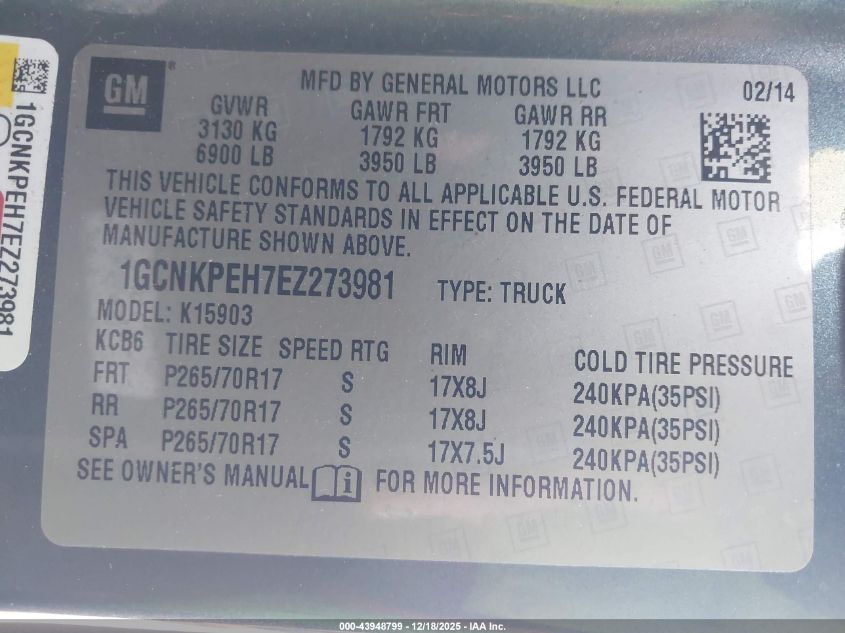 GM ®
MFD BY GENERAL MOTORS LLC
02/14
GVWR GAWR FRT GAWR RR
3130 KG 1792 KG 1792 KG
6900 LB 3950 LB 3950 LB
THIS VEHICLE CONFORMS TO ALL APPLICABLE U.S. FEDERAL MOTOR
VEHICLE SAFETY STANDARDS IN EFFECT ON THE DATE OF
MANUFACTURE SHOWN ABOVE.
1GCNKPEH7EZ273981 TYPE: TRUCK
MODEL: K15903
KCB6 TIRE SIZE SPEED RTG RIM COLD TIRE PRESSURE
FRT P265/70R17 S 17X8J 240KPA(35PSI)
RR P265/70R17 S 17X8J 240KPA(35PSI)
SPA P265/70R17 S 17X7.5J 240KPA(35PSI)
SEE OWNER'S MANUAL i FOR MORE INFORMATION.
1GCNKPEH7EZ273981
000-43948799 - 12/18/2025 - IAA Inc.